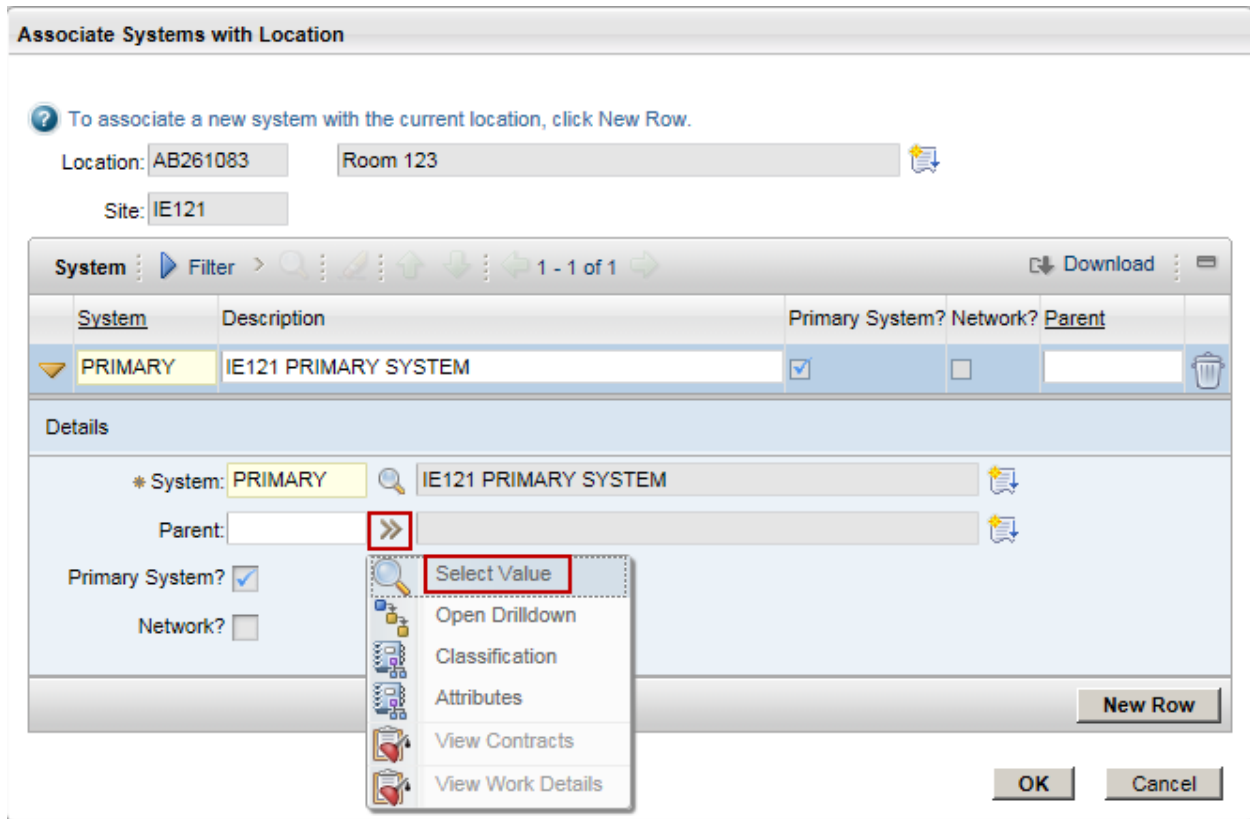 Associate Systems with Location
To associate a new system with the current location, click New Row.
Location: AB261083 Room 123
Site: IE121
System Filter > 1 - 1 of 1 Download
System Description Primary System? Network? Parent
PRIMARY IE121 PRIMARY SYSTEM
Details
* System: PRIMARY IE121 PRIMARY SYSTEM
Parent: »
Primary System?
Select Value
Network?
Open Drilldown
Classification
Attributes
New Row
View Contracts
View Work Details
OK Cancel